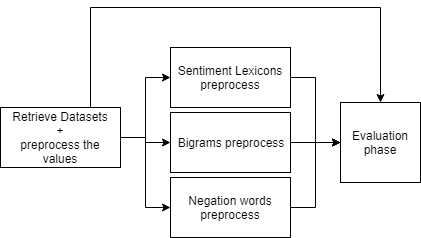 Retrieve Datasets
+
preprocess the
values
Sentiment Lexicons
preprocess
Bigrams preprocess
Negation words
preprocess
Evaluation
phase